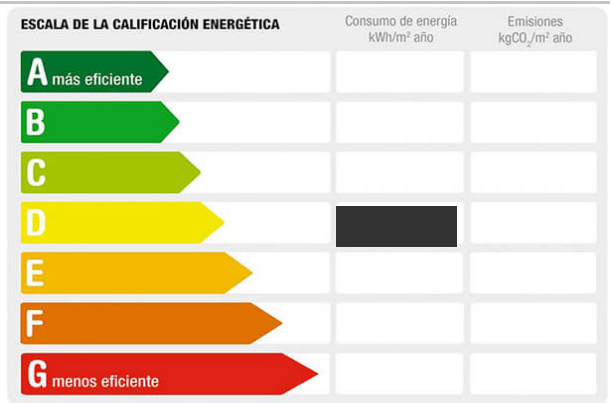 ESCALA DE LA CALIFICACIÓN ENERGÉTICA
Consumo de energía
kWh/m² año
Emisiones
kgCO₂/m² año
A más eficiente
B
C
D
E
F
G menos eficiente